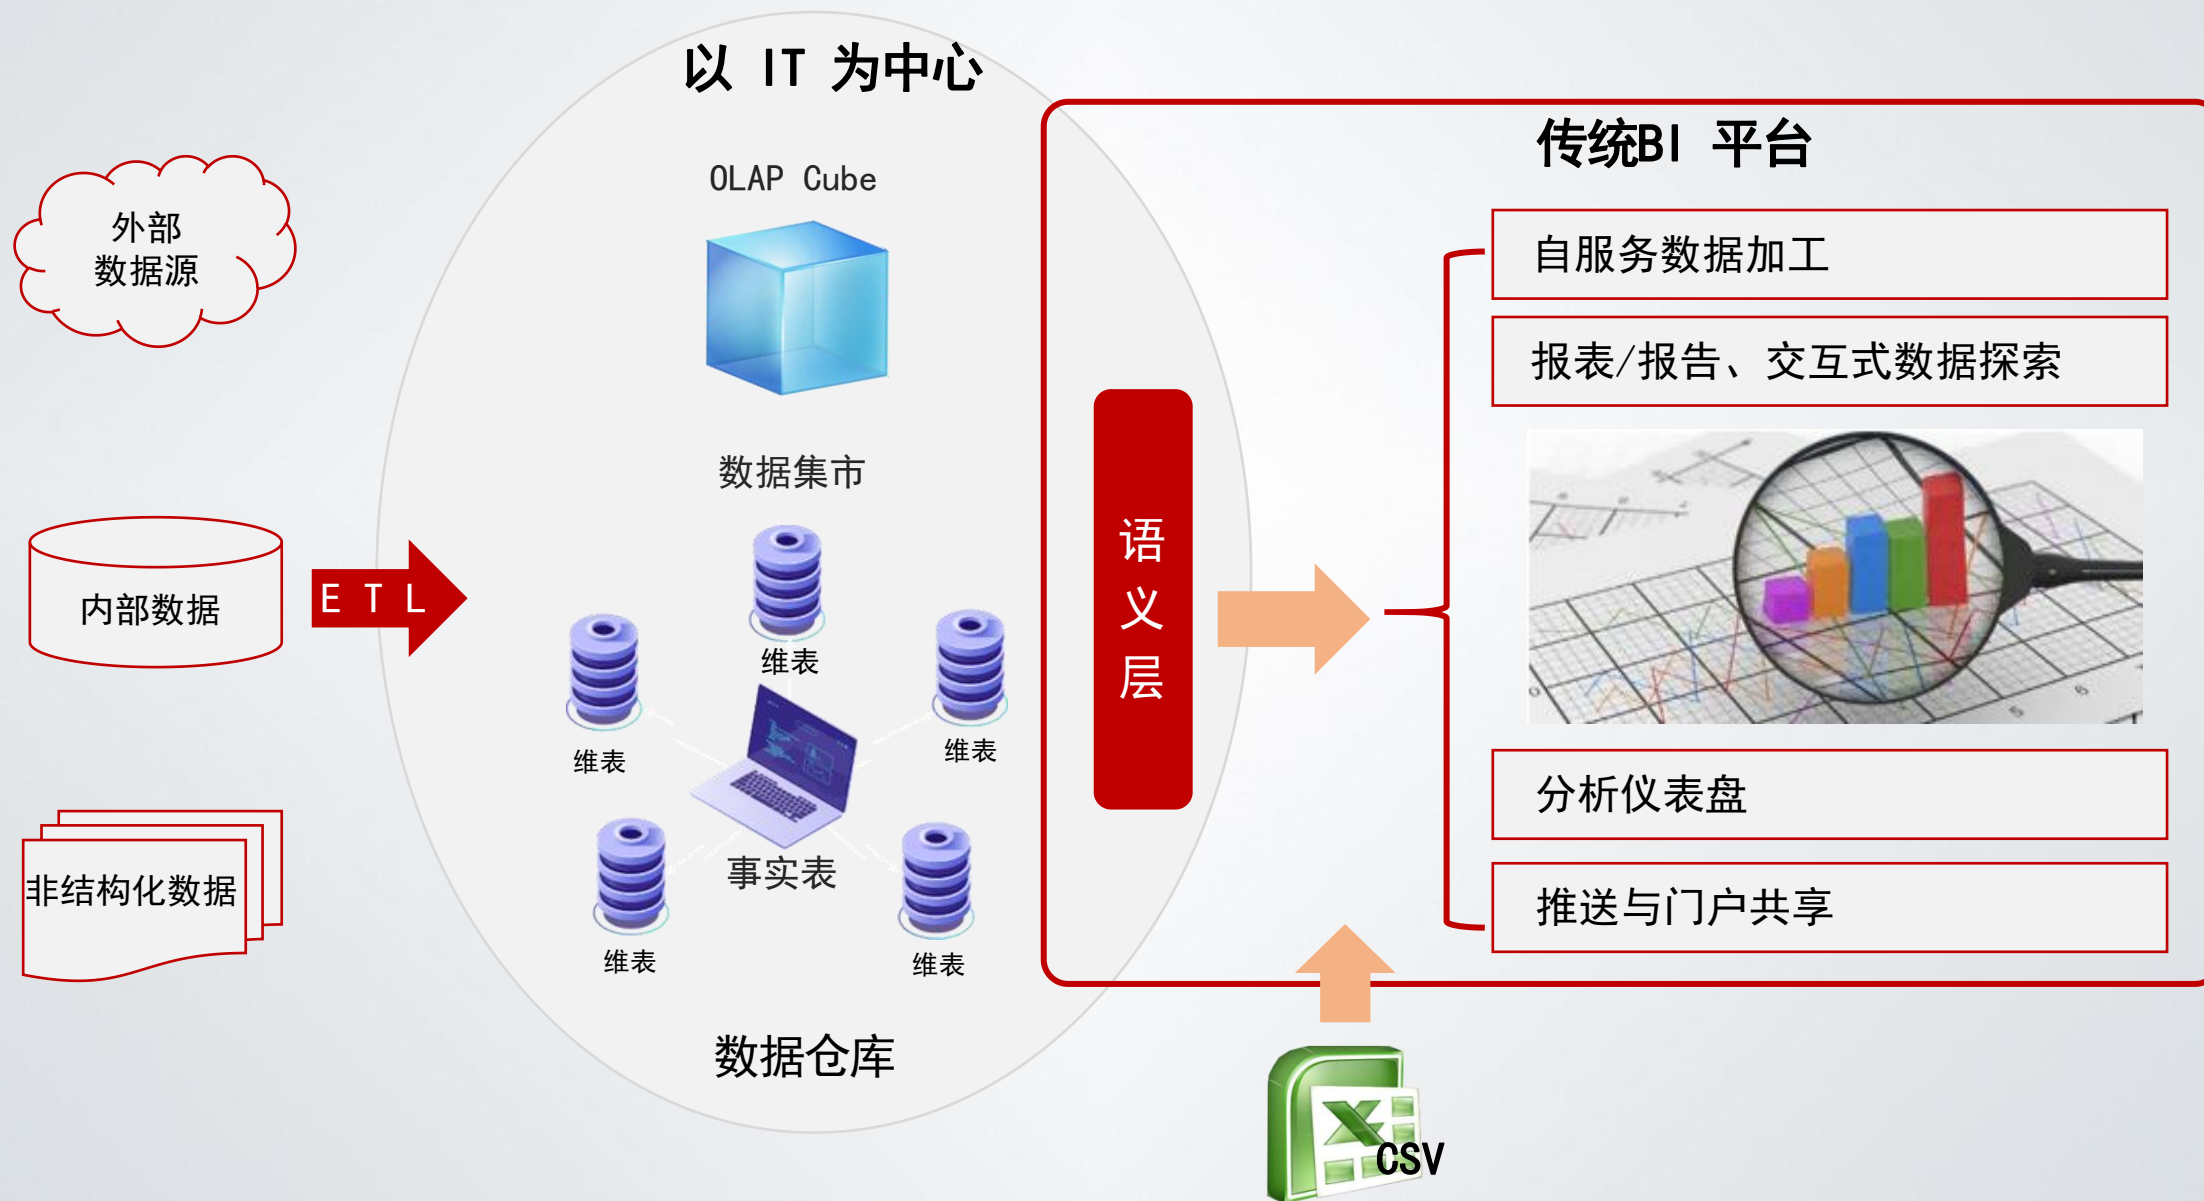 以 IT 为中心
传统BI 平台
OLAP Cube
外部
数据源
自服务数据加工
报表/报告、交互式数据探索
数据集市
语
义
层
内部数据
E T L
维表
维表
维表
分析仪表盘
事实表
非结构化数据
推送与门户共享
维表
维表
数据仓库
CSV